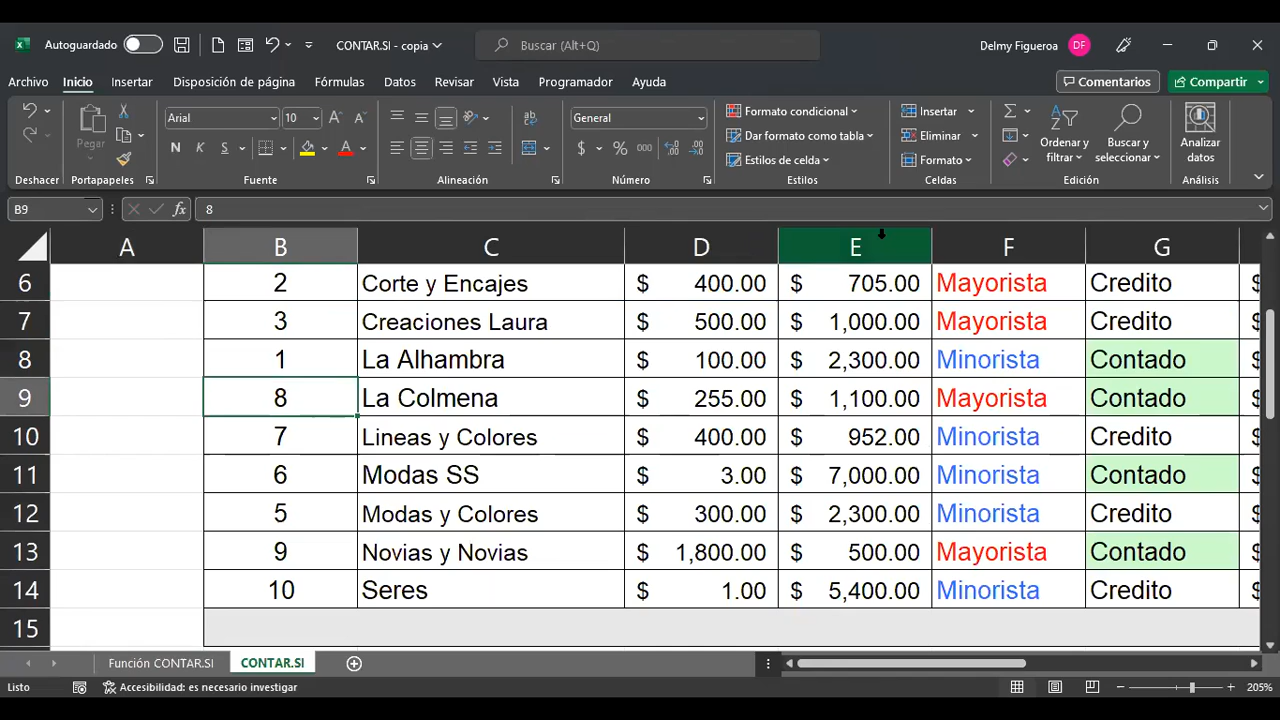 Autoguardado CONTAR.SI - copia Buscar (Alt+Q) Delmy Figueroa DF
Archivo Inicio Insertar Disposición de página Fórmulas Datos Revisar Vista Programador Ayuda Comentarios Compartir
Pegar Arial 10 General Formato condicional Insertar
N K S Dar formato como tabla Eliminar Ordenar y filtrar Buscar y seleccionar Analizar datos
$ % 000 Estilos de celda Formato
Deshacer Portapapeles Fuente Alineación Número Estilos Celdas Edición Análisis
B9 fx 8
A B C D E F G
6 2 Corte y Encajes $ 400.00 $ 705.00 Mayorista Credito
7 3 Creaciones Laura $ 500.00 $ 1,000.00 Mayorista Credito
8 1 La Alhambra $ 100.00 $ 2,300.00 Minorista Contado
9 8 La Colmena $ 255.00 $ 1,100.00 Mayorista Contado
10 7 Lineas y Colores $ 400.00 $ 952.00 Minorista Credito
11 6 Modas SS $ 3.00 $ 7,000.00 Minorista Contado
12 5 Modas y Colores $ 300.00 $ 2,300.00 Minorista Credito
13 9 Novias y Novias $ 1,800.00 $ 500.00 Mayorista Contado
14 10 Seres $ 1.00 $ 5,400.00 Minorista Credito
15
Función CONTAR.SI CONTAR.SI
Listo Accesibilidad: es necesario investigar 205%